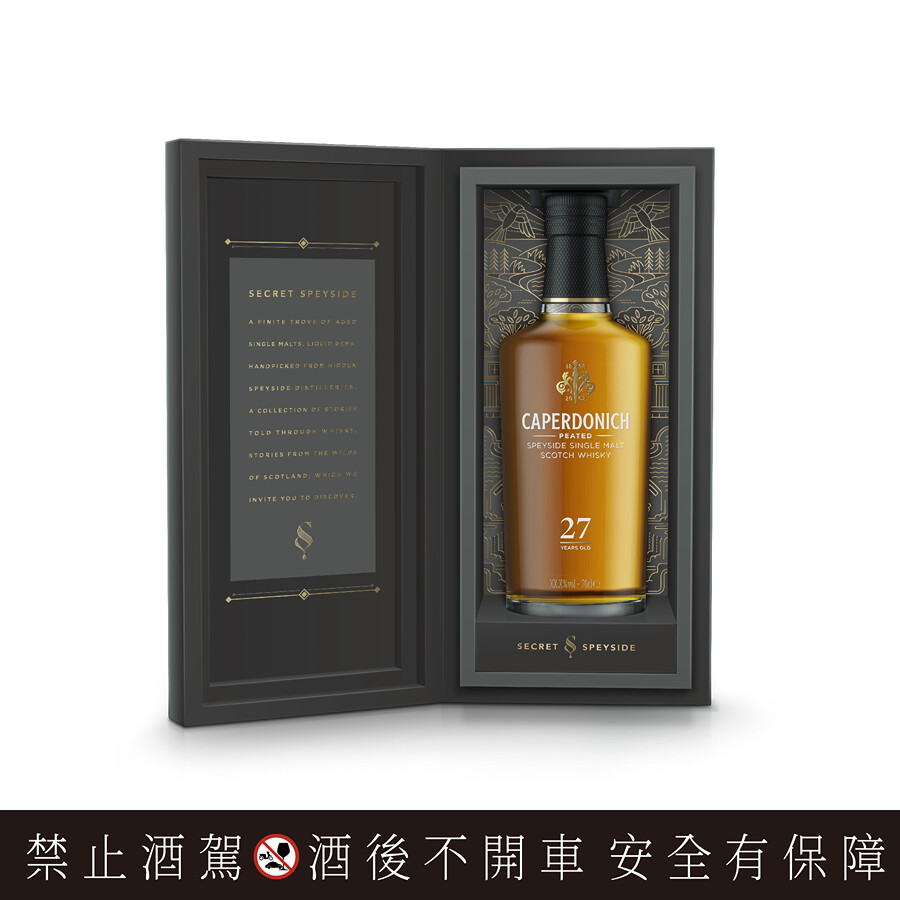 SECRET SPEYSIDE
A FINITE TROVE OF AGED
SINGLE MALTS, LIQUID GEMS,
HANDPICKED FROM HIDDEN
SPEYSIDE DISTILLERIES.
A COLLECTION OF STORIES
TOLD THROUGH WHISKY.
STORIES FROM THE WILDS
OF SCOTLAND, WHICH WE
INVITE YOU TO DISCOVER.
CAPERDONICH
PEATED
SPEYSIDE SINGLE MALT
SCOTCH WHISKY
27
YEARS OLD
XX.X%vol • 70cl℮
SECRET SPEYSIDE
禁止酒駕 酒後不開車 安全有保障